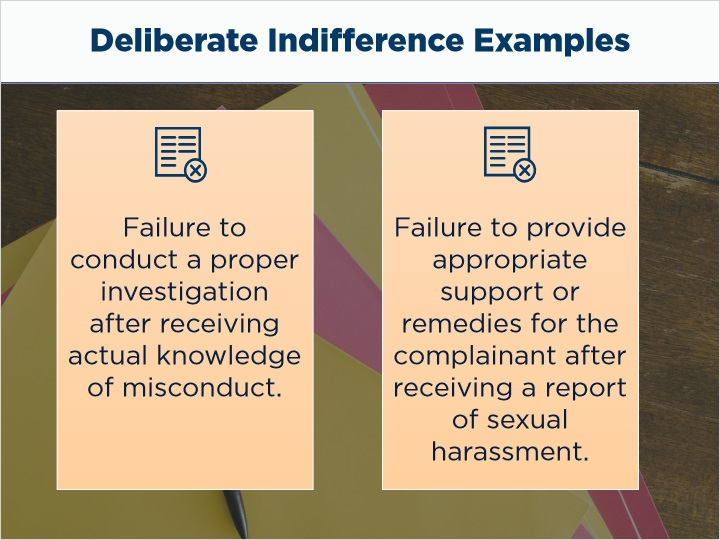 Deliberate Indifference Examples
Failure to
conduct a proper
investigation
after receiving
actual knowledge
of misconduct.
Failure to provide
appropriate
support or
remedies for the
complainant after
receiving a report
of sexual
harassment.